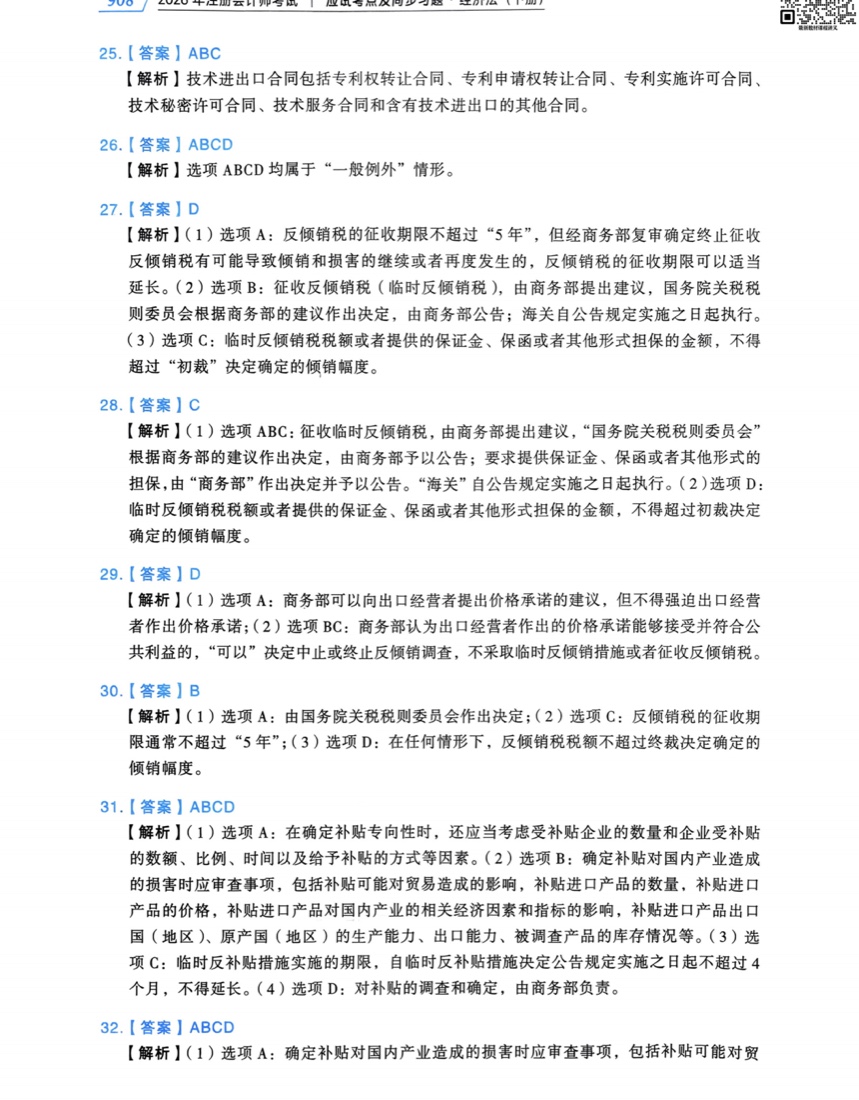 908 2026 年注册会计师考试 | 应试考点及同步习题·经济法（下册）
25.【答案】ABC
【解析】技术进出口合同包括专利权转让合同、专利申请权转让合同、专利实施许可合同、
技术秘密许可合同、技术服务合同和含有技术进出口的其他合同。
26.【答案】ABCD
【解析】选项 ABCD 均属于“一般例外”情形。
27.【答案】D
【解析】（1）选项 A：反倾销税的征收期限不超过“5 年”，但经商务部复审确定终止征收
反倾销税有可能导致倾销和损害的继续或者再度发生的，反倾销税的征收期限可以适当
延长。（2）选项 B：征收反倾销税（临时反倾销税），由商务部提出建议，国务院关税税
则委员会根据商务部的建议作出决定，由商务部公告；海关自公告规定实施之日起执行。
（3）选项 C：临时反倾销税税额或者提供的保证金、保函或者其他形式担保的金额，不得
超过“初裁”决定确定的倾销幅度。
28.【答案】C
【解析】（1）选项 ABC：征收临时反倾销税，由商务部提出建议，“国务院关税税则委员会”
根据商务部的建议作出决定，由商务部予以公告；要求提供保证金、保函或者其他形式的
担保，由“商务部”作出决定并予以公告。“海关”自公告规定实施之日起执行。（2）选项 D：
临时反倾销税税额或者提供的保证金、保函或者其他形式担保的金额，不得超过初裁决定
确定的倾销幅度。
29.【答案】D
【解析】（1）选项 A：商务部可以向出口经营者提出价格承诺的建议，但不得强迫出口经营
者作出价格承诺；（2）选项 BC：商务部认为出口经营者作出的价格承诺能够接受并符合公
共利益的，“可以”决定中止或终止反倾销调查，不采取临时反倾销措施或者征收反倾销税。
30.【答案】B
【解析】（1）选项 A：由国务院关税税则委员会作出决定；（2）选项 C：反倾销税的征收期
限通常不超过“5 年”；（3）选项 D：在任何情形下，反倾销税税额不超过终裁决定确定的
倾销幅度。
31.【答案】ABCD
【解析】（1）选项 A：在确定补贴专向性时，还应当考虑受补贴企业的数量和企业受补贴
的数额、比例、时间以及给予补贴的方式等因素。（2）选项 B：确定补贴对国内产业造成
的损害时应审查事项，包括补贴可能对贸易造成的影响，补贴进口产品的数量，补贴进口
产品的价格，补贴进口产品对国内产业的相关经济因素和指标的影响，补贴进口产品出口
国（地区）、原产国（地区）的生产能力、出口能力、被调查产品的库存情况等。（3）选
项 C：临时反补贴措施实施的期限，自临时反补贴措施决定公告规定实施之日起不超过 4
个月，不得延长。（4）选项 D：对补贴的调查和确定，由商务部负责。
32.【答案】ABCD
【解析】（1）选项 A：确定补贴对国内产业造成的损害时应审查事项，包括补贴可能对贸